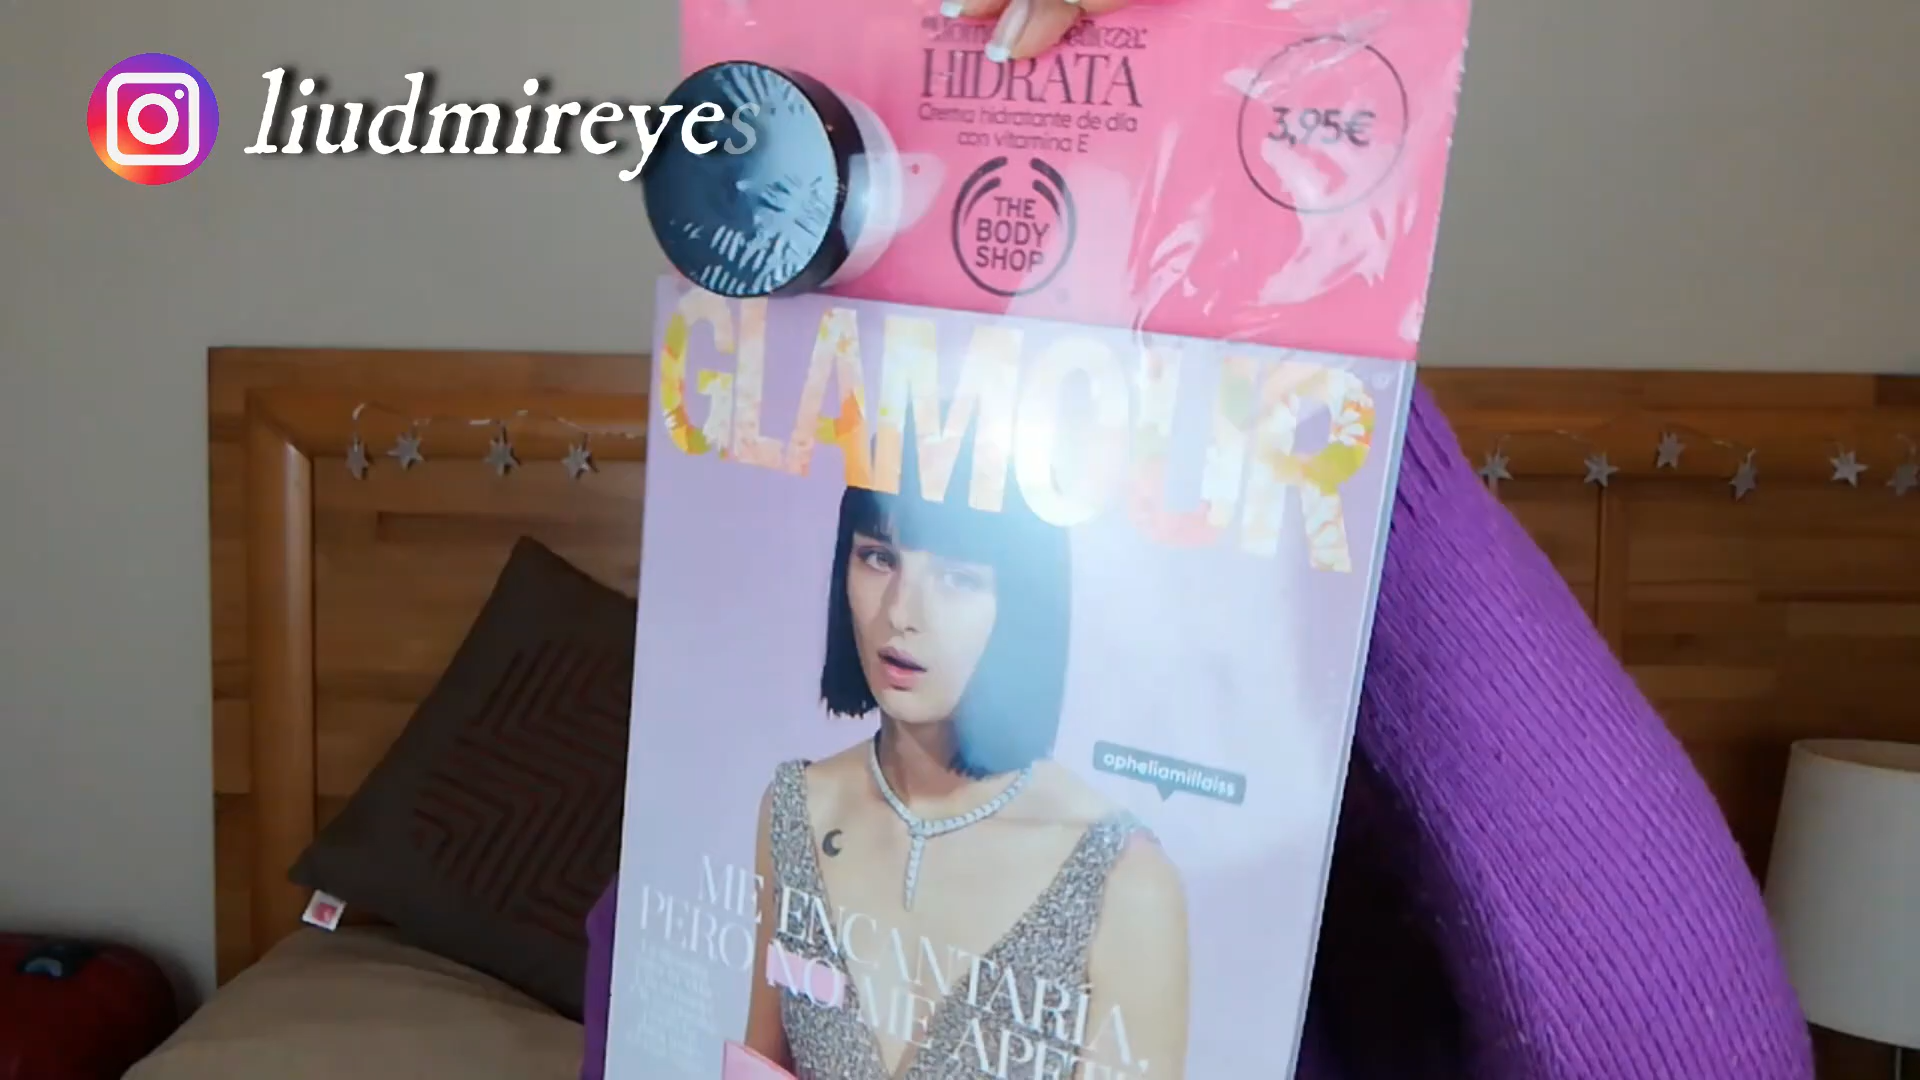 liudmireyes
HIDRATA
Crema hidratante de día
con vitamina E
3,95€
THE
BODY
SHOP
GLAMOUR
opheliamillaiss
ME ENCANTARÍA,
PERO NO ME